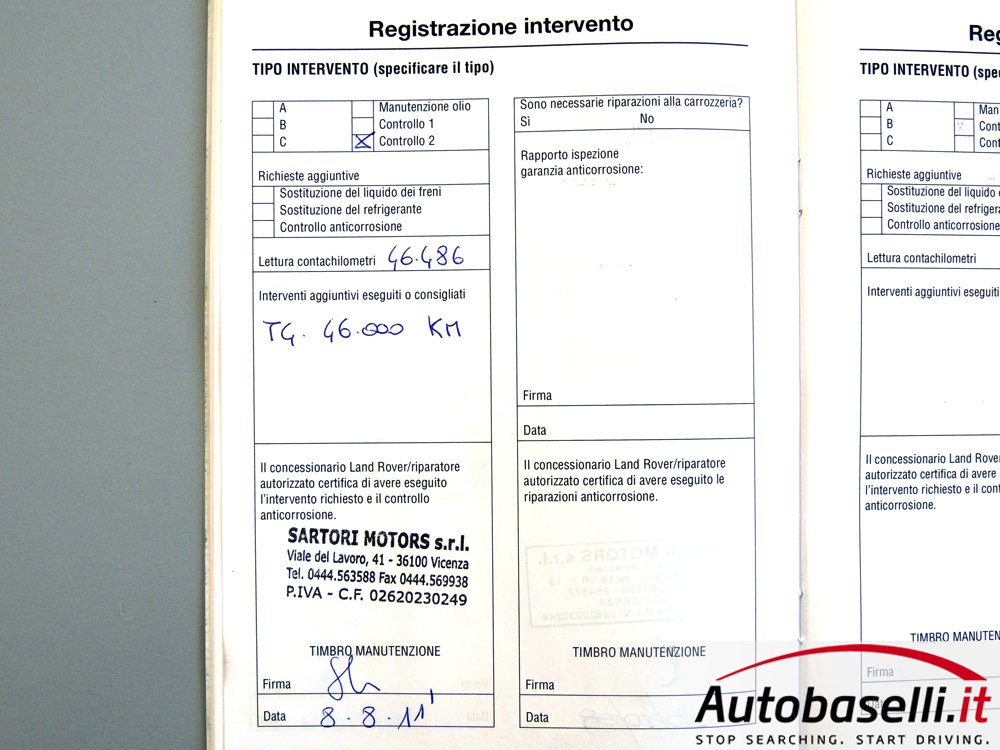 Registrazione intervento
TIPO INTERVENTO (specificare il tipo)
A
B
C
Manutenzione olio
Controllo 1
Controllo 2
Richieste aggiuntive
Sostituzione del liquido dei freni
Sostituzione del refrigerante
Controllo anticorrosione
Lettura contachilometri 46.486
Interventi aggiuntivi eseguiti o consigliati
TG. 46.000 KM
Il concessionario Land Rover/riparatore
autorizzato certifica di avere eseguito
l'intervento richiesto e il controllo
anticorrosione.
SARTORI MOTORS s.r.l.
Viale del Lavoro, 41 - 36100 Vicenza
Tel. 0444.563588 Fax 0444.569938
P.IVA - C.F. 02620230249
TIMBRO MANUTENZIONE
Firma
Data 8.8.11
Sono necessarie riparazioni alla carrozzeria?
Sì No
Rapporto ispezione
garanzia anticorrosione:
Firma
Data
Il concessionario Land Rover/riparatore
autorizzato certifica di avere eseguito le
riparazioni anticorrosione.
TIMBRO MANUTENZIONE
Firma
Data
Reg
TIPO INTERVENTO (spe
A
B
C
Man
Cont
Cont
Richieste aggiuntive
Sostituzione del liquido
Sostituzione del refrigera
Controllo anticorrosione
Lettura contachilometri
Interventi aggiuntivi eseguiti
Il concessionario Land Rover
autorizzato certifica di avere
l'intervento richiesto e il cont
anticorrosione.
TIMBRO MANUTEN
Firma
Autobaselli.it
STOP SEARCHING. START DRIVING.